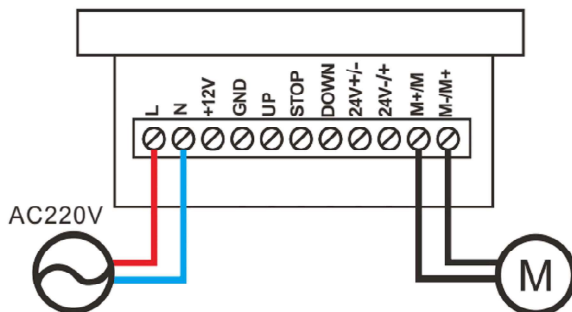 L
N
+12V
GND
UP
STOP
DOWN
24V+/-
24V-/+
M+/M
M-/M+
AC220V
M